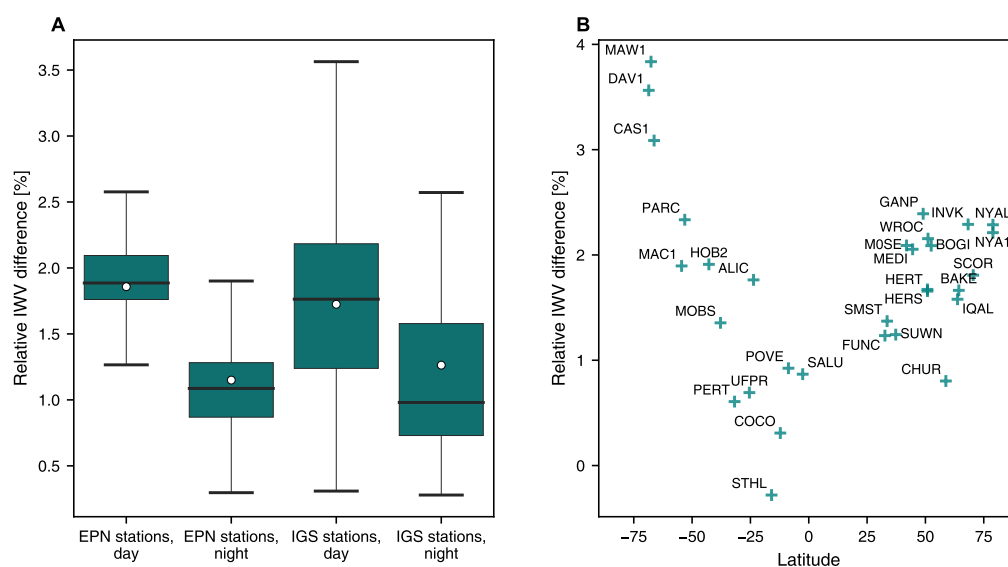 A
Relative IWV difference [%]
3.5
3.0
2.5
2.0
1.5
1.0
0.5
EPN stations,
day
EPN stations,
night
IGS stations,
day
IGS stations,
night
B
Relative IWV difference [%]
4
3
2
1
0
MAW1
DAV1
CAS1
PARC
MAC1
HOB2
ALIC
MOBS
POVE
SALU
PERT
UFPR
COCO
STHL
GANP
INVK
NYAL
WROC
M0SE
BOGI
NYA1
MEDI
SCOR
HERT
BAKE
HERS
IQAL
SMST
SUWN
FUNC
CHUR
−75
−50
−25
0
25
50
75
Latitude